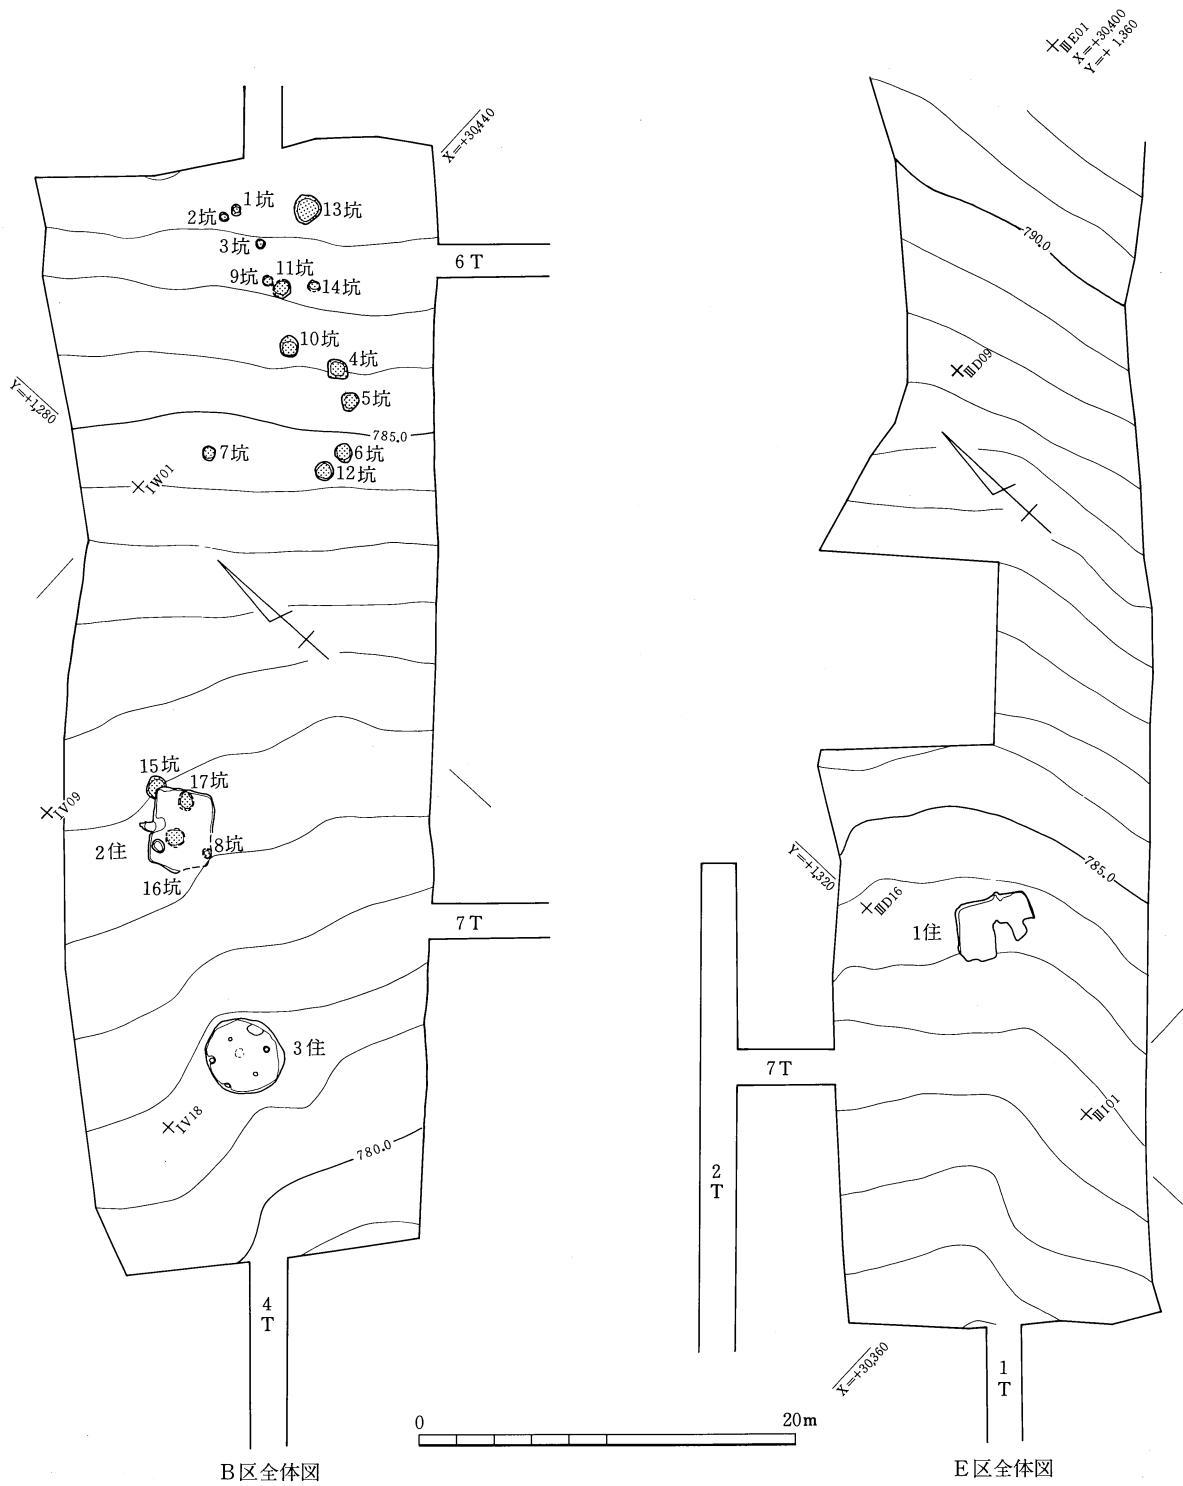 ⅢE01
X=+30,400
Y=+ 1,360
X=+30,440
1坑
2坑
13坑
3坑
6T
9坑
11坑
14坑
790.0
10坑
4坑
ⅢD09
Y=+1,280
5坑
785.0
7坑
6坑
12坑
IW01
15坑
17坑
IV09
2住
8坑
16坑
Y=+1,320
785.0
ⅢD16
7T
1住
3住
7T
IV18
ⅢI01
780.0
2
T
4
T
X=+30,360
1
T
0
20m
B区全体図
E区全体図